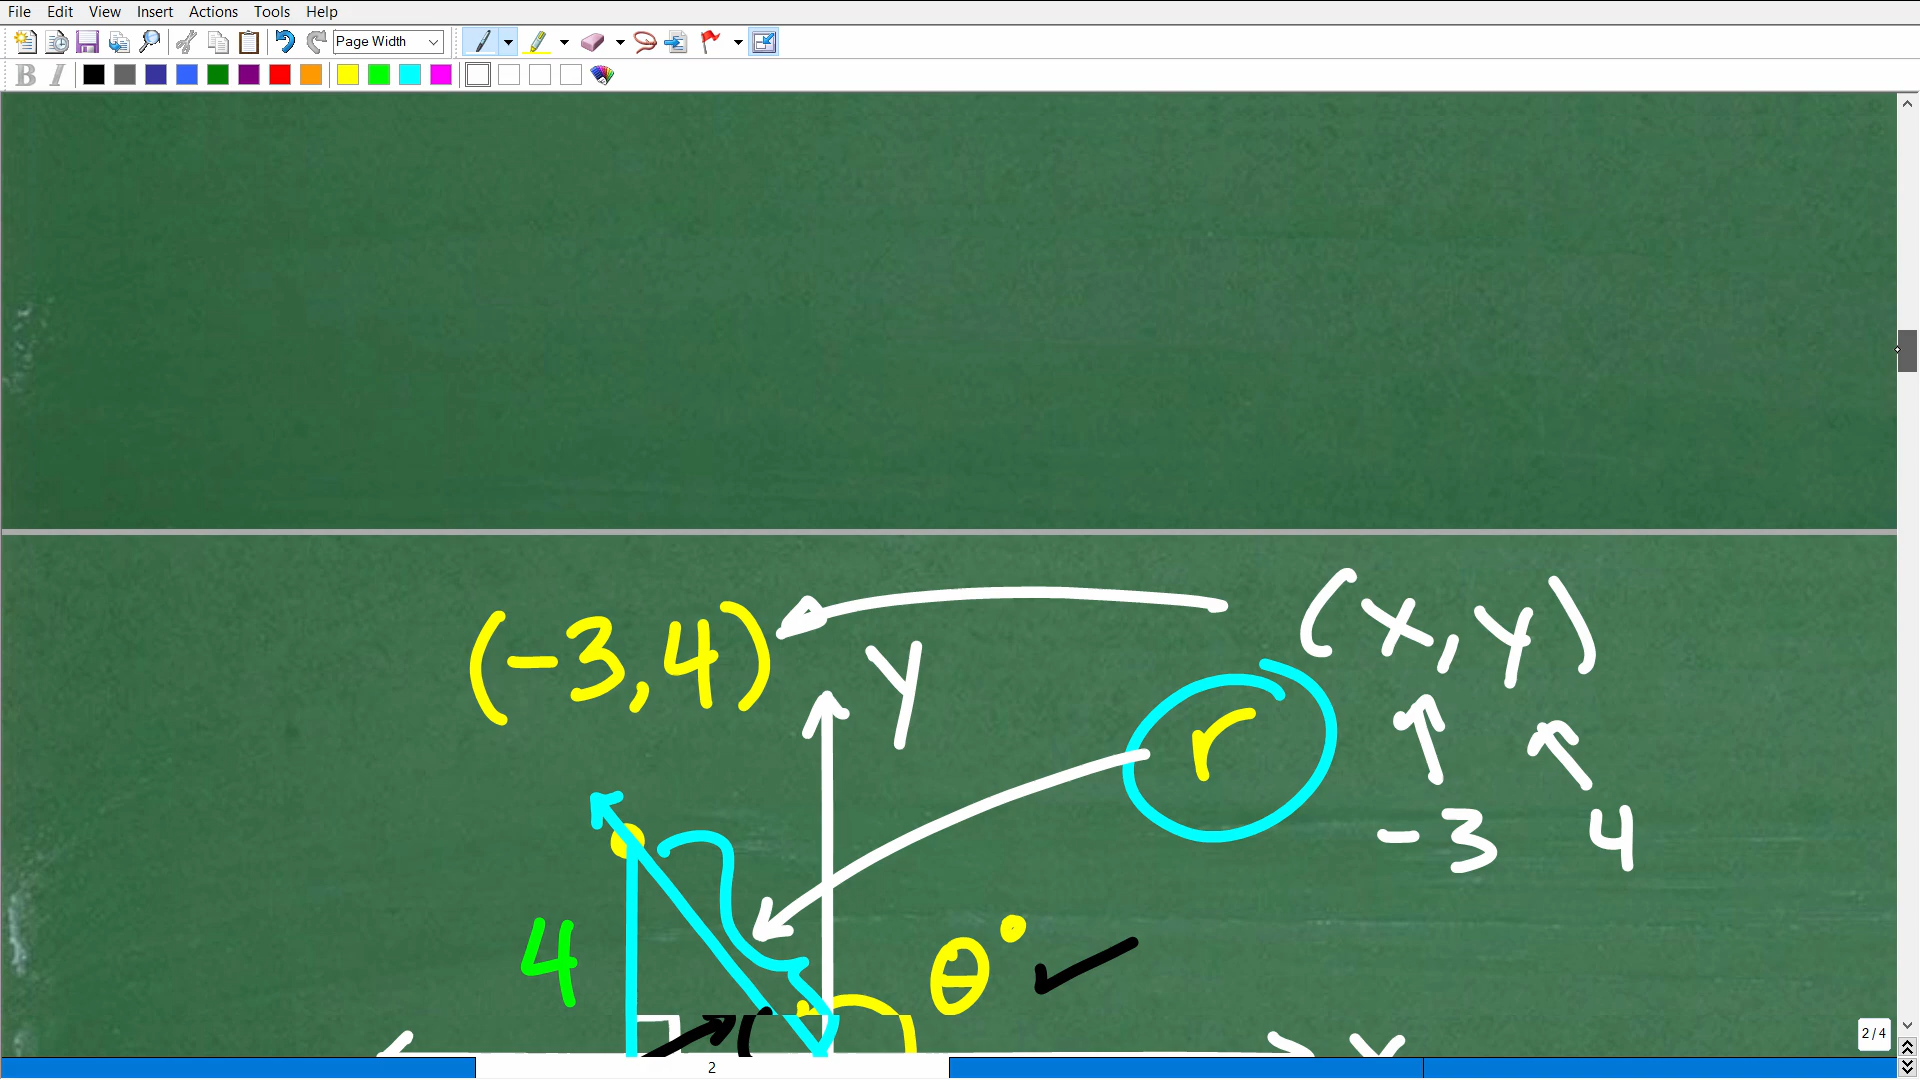 File Edit View Insert Actions Tools Help
Page Width
B I
(-3,4)
(x,y)
y
r
-3 4
4
θ°
x
2 / 4
2